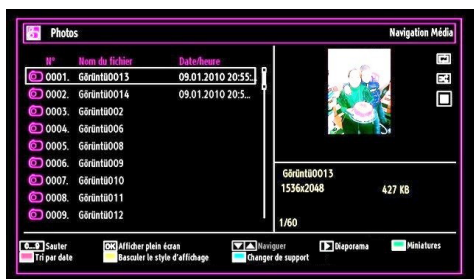 Photos
Navigation Média
N° Nom du fichier Date/heure
0001. Görüntü0013 09.01.2010 20:55:..
0002. Görüntü0014 09.01.2010 20:5...
0003. Görüntü002
0004. Görüntü006
0005. Görüntü008
0006. Görüntü009
0007. Görüntü010
0008. Görüntü011
0009. Görüntü012
Görüntü0013
1536x2048 427 KB
1/60
0...9 Sauter OK Afficher plein écran Naviguer Diaporama Miniatures
Tri par date Basculer le style d'affichage Changer de support